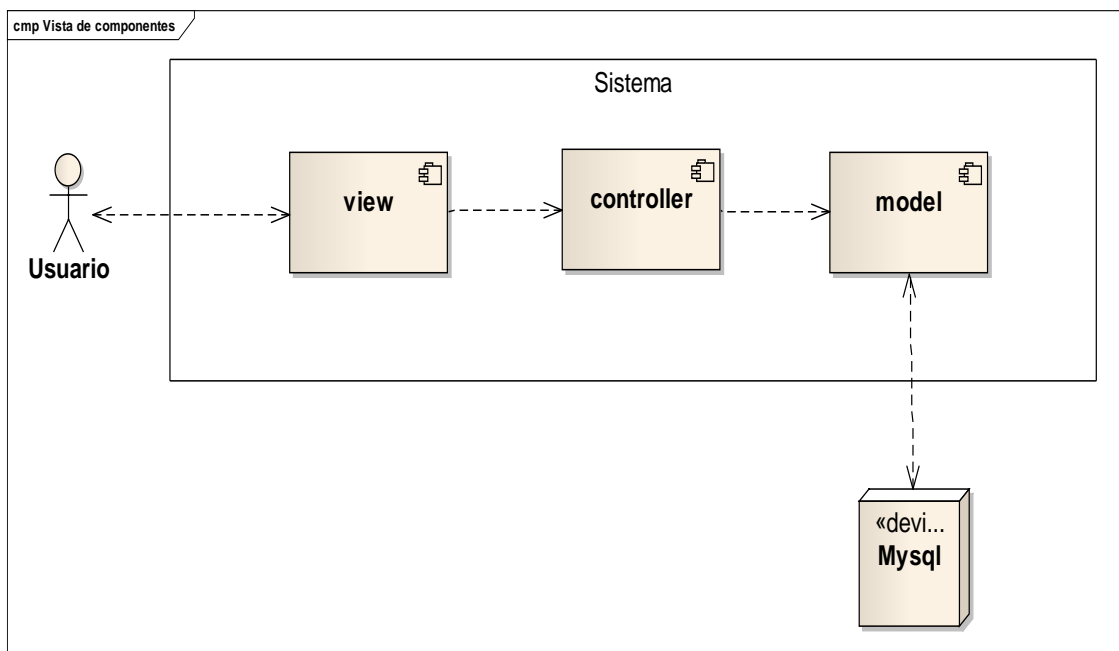 cmp Vista de componentes
Sistema
view
controller
model
Usuario
«devi...
Mysql